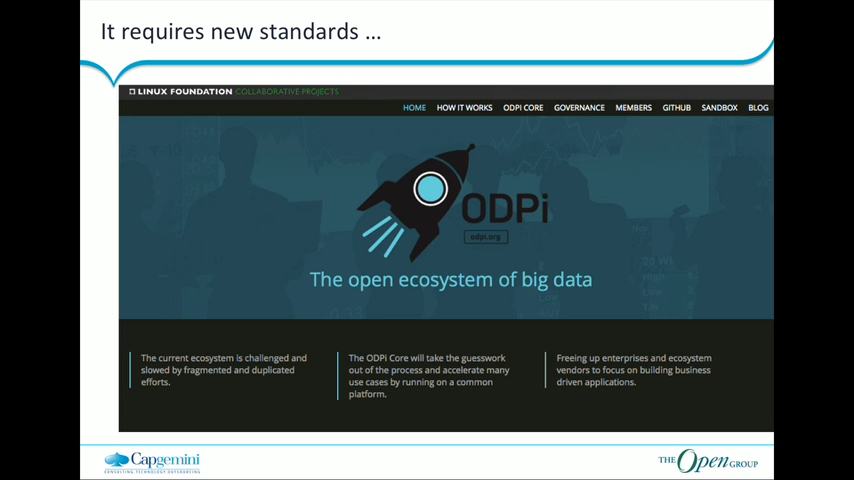 It requires new standards ...
LINUX FOUNDATION COLLABORATIVE PROJECTS
HOME HOW IT WORKS ODPI CORE GOVERNANCE MEMBERS GITHUB SANDBOX BLOG
ODPi
odpi.org
The open ecosystem of big data
The current ecosystem is challenged and
slowed by fragmented and duplicated
efforts.
The ODPi Core will take the guesswork
out of the process and accelerate many
use cases by running on a common
platform.
Freeing up enterprises and ecosystem
vendors to focus on building business
driven applications.
Capgemini
CONSULTING.TECHNOLOGY.OUTSOURCING
THE Open GROUP